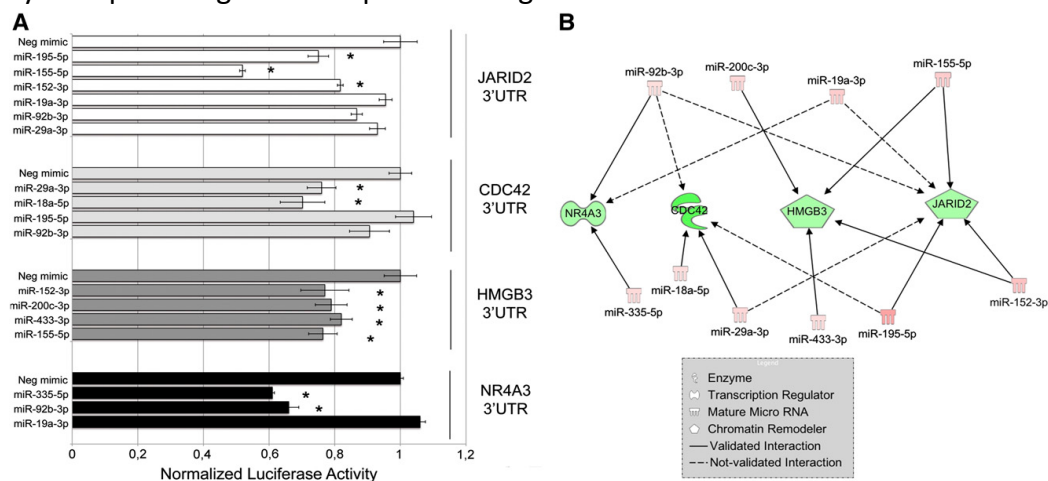 A
Neg mimic
miR-195-5p
miR-155-5p
miR-152-3p
miR-19a-3p
miR-92b-3p
miR-29a-3p
JARID2
3'UTR
*
*
*
Neg mimic
miR-29a-3p
miR-18a-5p
miR-195-5p
miR-92b-3p
CDC42
3'UTR
*
*
Neg mimic
miR-152-3p
miR-200c-3p
miR-433-3p
miR-155-5p
HMGB3
3'UTR
*
*
*
*
Neg mimic
miR-335-5p
miR-92b-3p
miR-19a-3p
NR4A3
3'UTR
*
*
0 0,2 0,4 0,6 0,8 1 1,2
Normalized Luciferase Activity
B
miR-92b-3p miR-200c-3p miR-19a-3p miR-155-5p
NR4A3 CDC42 HMGB3 JARID2
miR-335-5p miR-18a-5p miR-29a-3p miR-433-3p miR-195-5p miR-152-3p
Legend
Enzyme
Transcription Regulator
Mature Micro RNA
Chromatin Remodeler
Validated Interaction
Not-validated Interaction